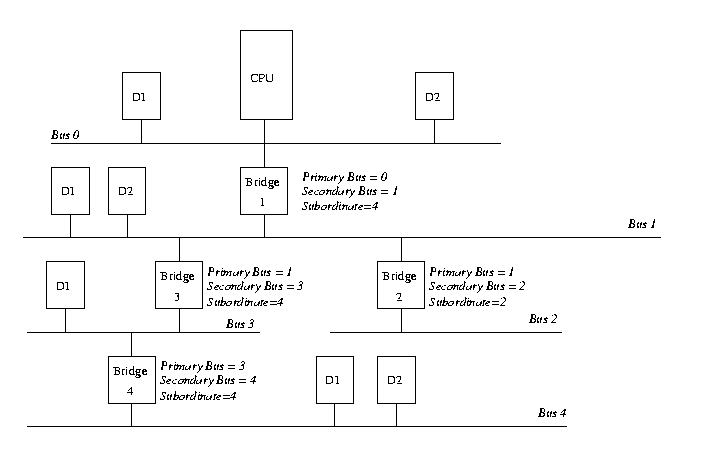 CPU
D1
D2
Bus 0
D1
D2
Bridge
1
Primary Bus = 0
Secondary Bus = 1
Subordinate=4
Bus 1
D1
Bridge
3
Primary Bus = 1
Secondary Bus = 3
Subordinate=4
Bridge
2
Primary Bus = 1
Secondary Bus = 2
Subordinate=2
Bus 3
Bus 2
Bridge
4
Primary Bus = 3
Secondary Bus = 4
Subordinate=4
D1
D2
Bus 4